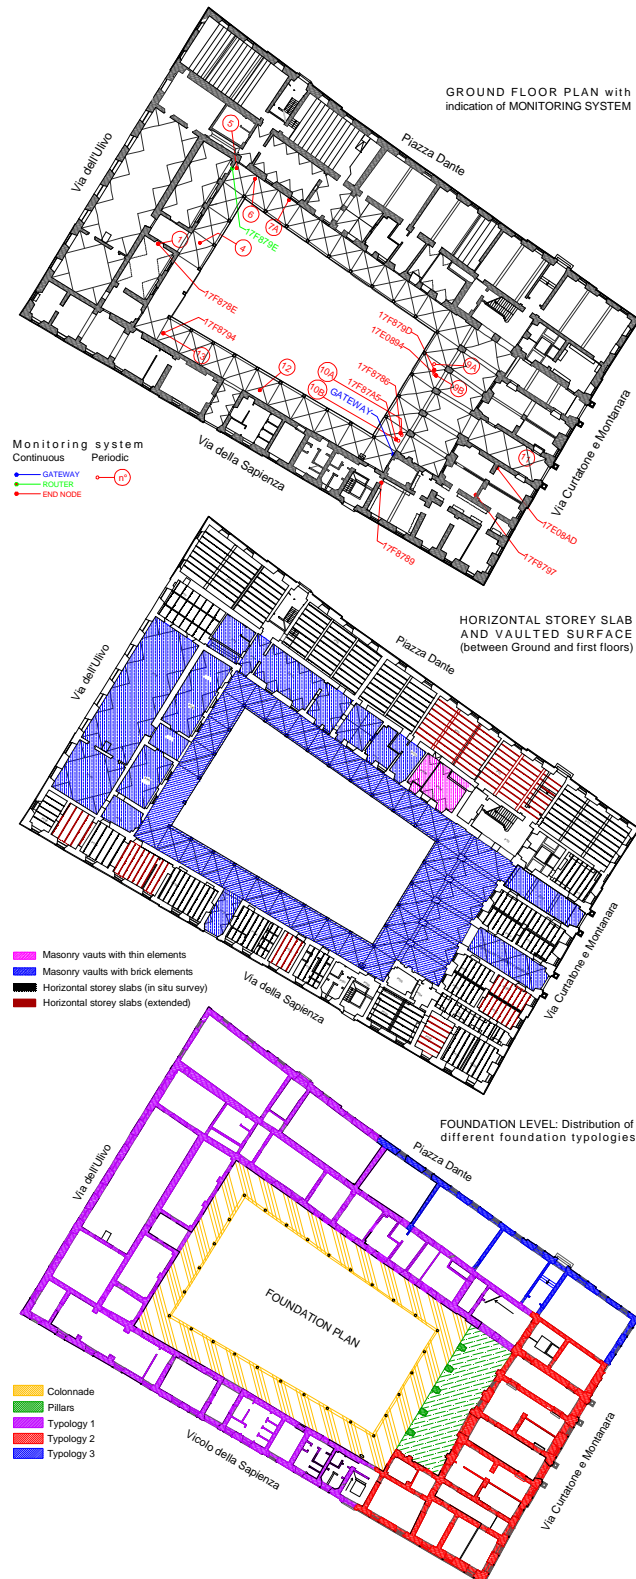 GROUND FLOOR PLAN with
indication of MONITORING SYSTEM
Via dell'Ulivo
Piazza Dante
5
6
7A
17F879E
1
4
17F878E
17F8794
13
12
17F879D
17E0894
9A
9B
17F8786
10A
17F87A5
10B
GATEWAY
11
Via della Sapienza
Via Curtatone e Montanara
17E08AD
17F8797
17F8789
Monitoring system
Continuous Periodic
GATEWAY
ROUTER
END NODE
n°
HORIZONTAL STOREY SLAB
AND VAULTED SURFACE
(between Ground and first floors)
Via dell'Ulivo
Piazza Dante
Via Curtatone e Montanara
Via della Sapienza
Masonry vauts with thin elements
Masonry vaults with brick elements
Horizontal storey slabs (in situ survey)
Horizontal storey slabs (extended)
FOUNDATION LEVEL: Distribution of
different foundation typologies
Via dell'Ulivo
Piazza Dante
FOUNDATION PLAN
Colonnade
Pillars
Typology 1
Typology 2
Typology 3
Vicolo della Sapienza
Via Curtatone e Montanara